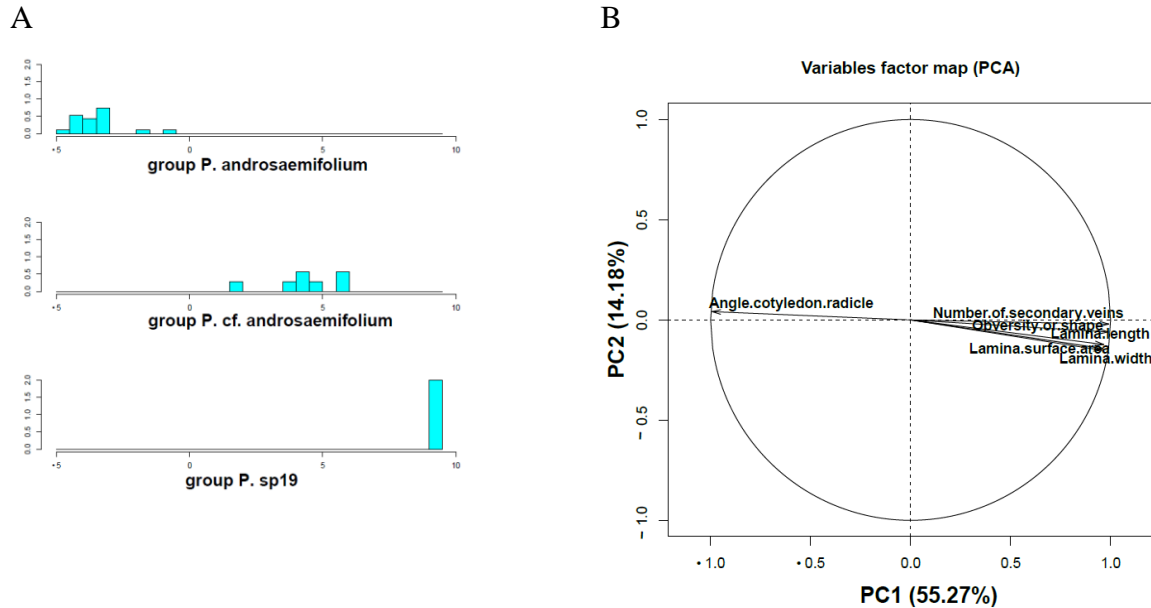 A
0.0 0.5 1.0 1.5 2.0
-5 0 5 10
group P. androsaemifolium
0.0 0.5 1.0 1.5 2.0
-5 0 5 10
group P. cf. androsaemifolium
0.0 0.5 1.0 1.5 2.0
-5 0 5 10
group P. sp19
B
Variables factor map (PCA)
PC2 (14.18%)
1.0
0.5
0.0
- 0.5
- 1.0
Angle.cotyledon.radicle
Number.of.secondary.veins
Obversity.or.shape
Lamina.length
Lamina.surface.area
Lamina.width
- 1.0 - 0.5 0.0 0.5 1.0
PC1 (55.27%)